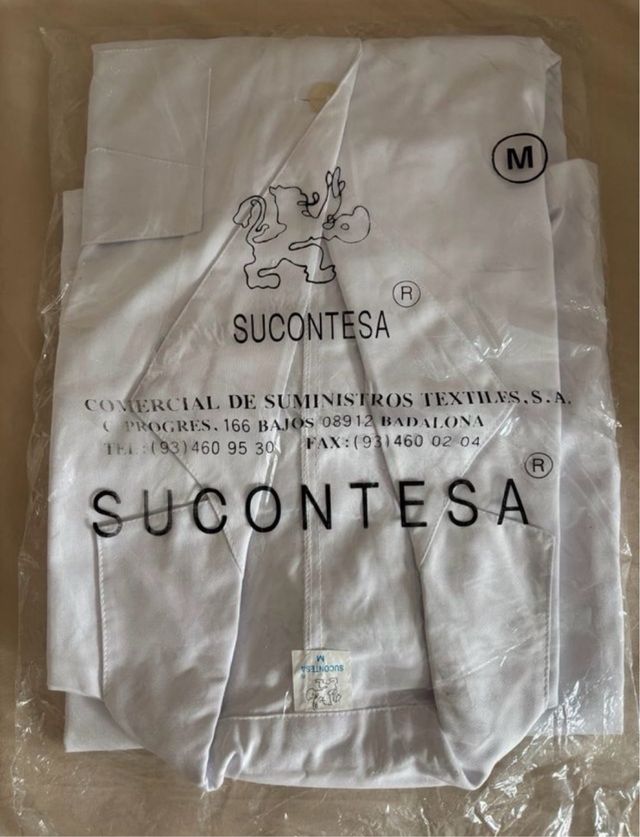 M
®
SUCONTESA
COMERCIAL DE SUMINISTROS TEXTILES, S.A.
C. PROGRES, 166 BAJOS 08912 BADALONA
TEL: (93) 460 95 30 FAX: (93) 460 02 04
®
SUCONTESA
M
SUCONTESA